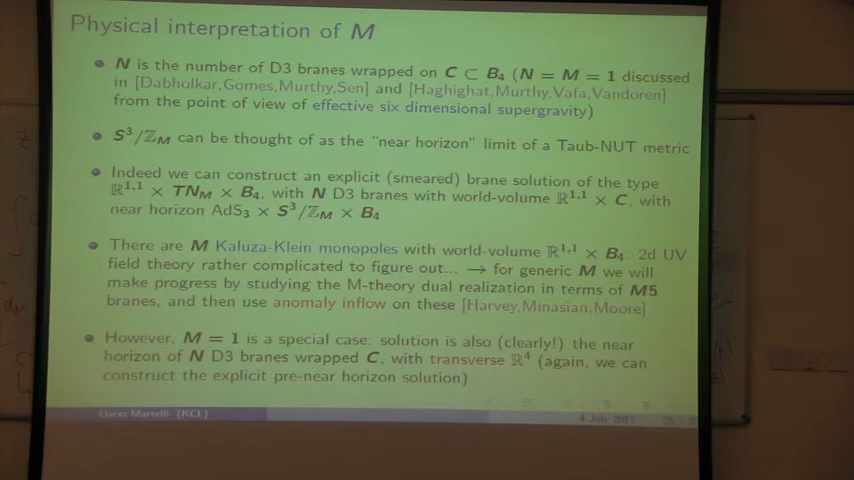 Physical interpretation of M
N is the number of D3 branes wrapped on C ⊂ B₄ (N = M = 1 discussed
in [Dabholkar,Gomes,Murthy,Sen] and [Haghighat,Murthy,Vafa,Vandoren]
from the point of view of effective six dimensional supergravity)
S³/ℤ_M can be thought of as the "near horizon" limit of a Taub-NUT metric
Indeed we can construct an explicit (smeared) brane solution of the type
ℝ¹,¹ × TN_M × B₄, with N D3 branes with world-volume ℝ¹,¹ × C, with
near horizon AdS₃ × S³/ℤ_M × B₄
There are M Kaluza-Klein monopoles with world-volume ℝ¹,¹ × B₄: 2d UV
field theory rather complicated to figure out... → for generic M we will
make progress by studying the M-theory dual realization in terms of M5
branes, and then use anomaly inflow on these [Harvey,Minasian,Moore]
However, M = 1 is a special case: solution is also (clearly!) the near
horizon of N D3 branes wrapped C, with transverse ℝ⁴ (again, we can
construct the explicit pre-near horizon solution)
Dario Martelli (KCL)
4 July 2017